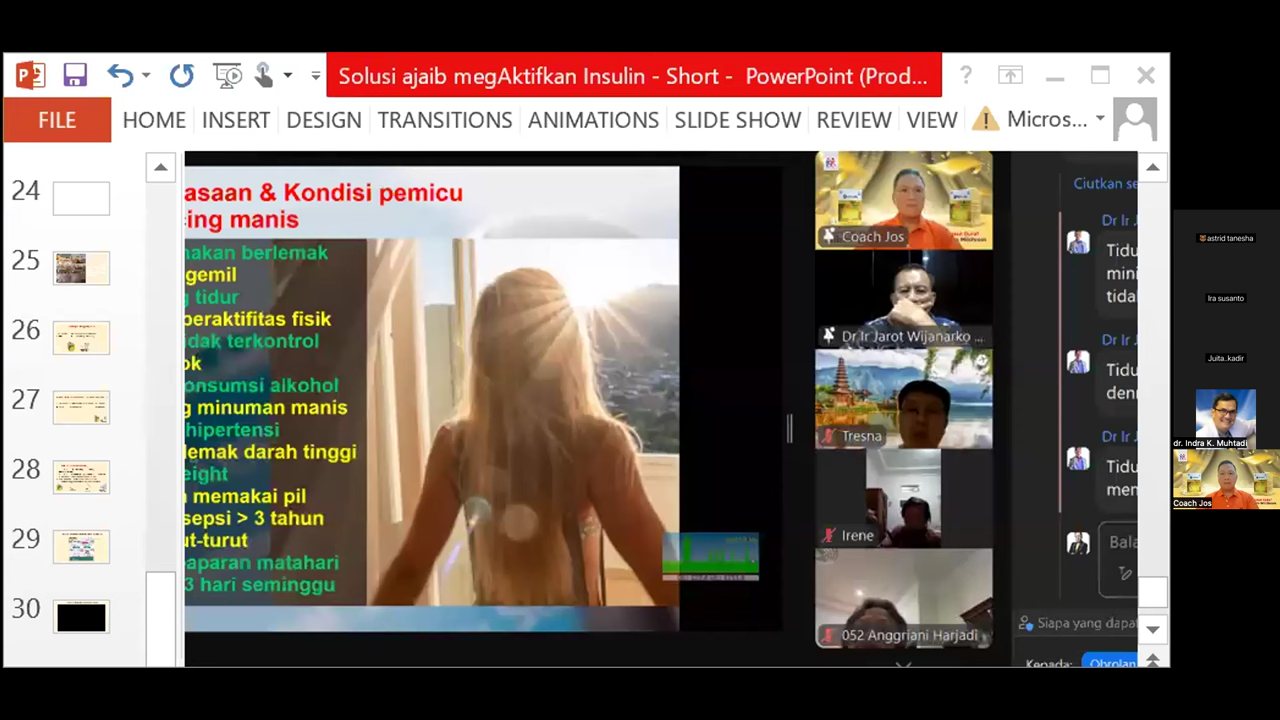 Solusi ajaib megAktifkan Insulin - Short - PowerPoint (Prod...
?
FILE
HOME
INSERT
DESIGN
TRANSITIONS
ANIMATIONS
SLIDE SHOW
REVIEW
VIEW
Micros...
24
25
26
27
28
29
30
asaan & Kondisi pemicu
ing manis
nakan berlemak
gemil
g tidur
beraktifitas fisik
idak terkontrol
ok
onsumsi alkohol
g minuman manis
hipertensi
lemak darah tinggi
eight
n memakai pil
sepsi > 3 tahun
ut-turut
aparan matahari
3 hari seminggu
Coach Jos
Dr Ir Jarot Wijanarko ...
Tresna
Irene
052 Anggriani Harjadi
Ciutkan se
Dr Ir J
Tidu
mini
tida
Dr Ir J
Tidu
denr
Dr Ir J
Tidu
mem
Bala
Siapa yang dapat
Kepada:
Obrolan
astrid tanesha
Ira susanto
Juita.kadir
dr. Indra K. Muhtadi
Coach Jos